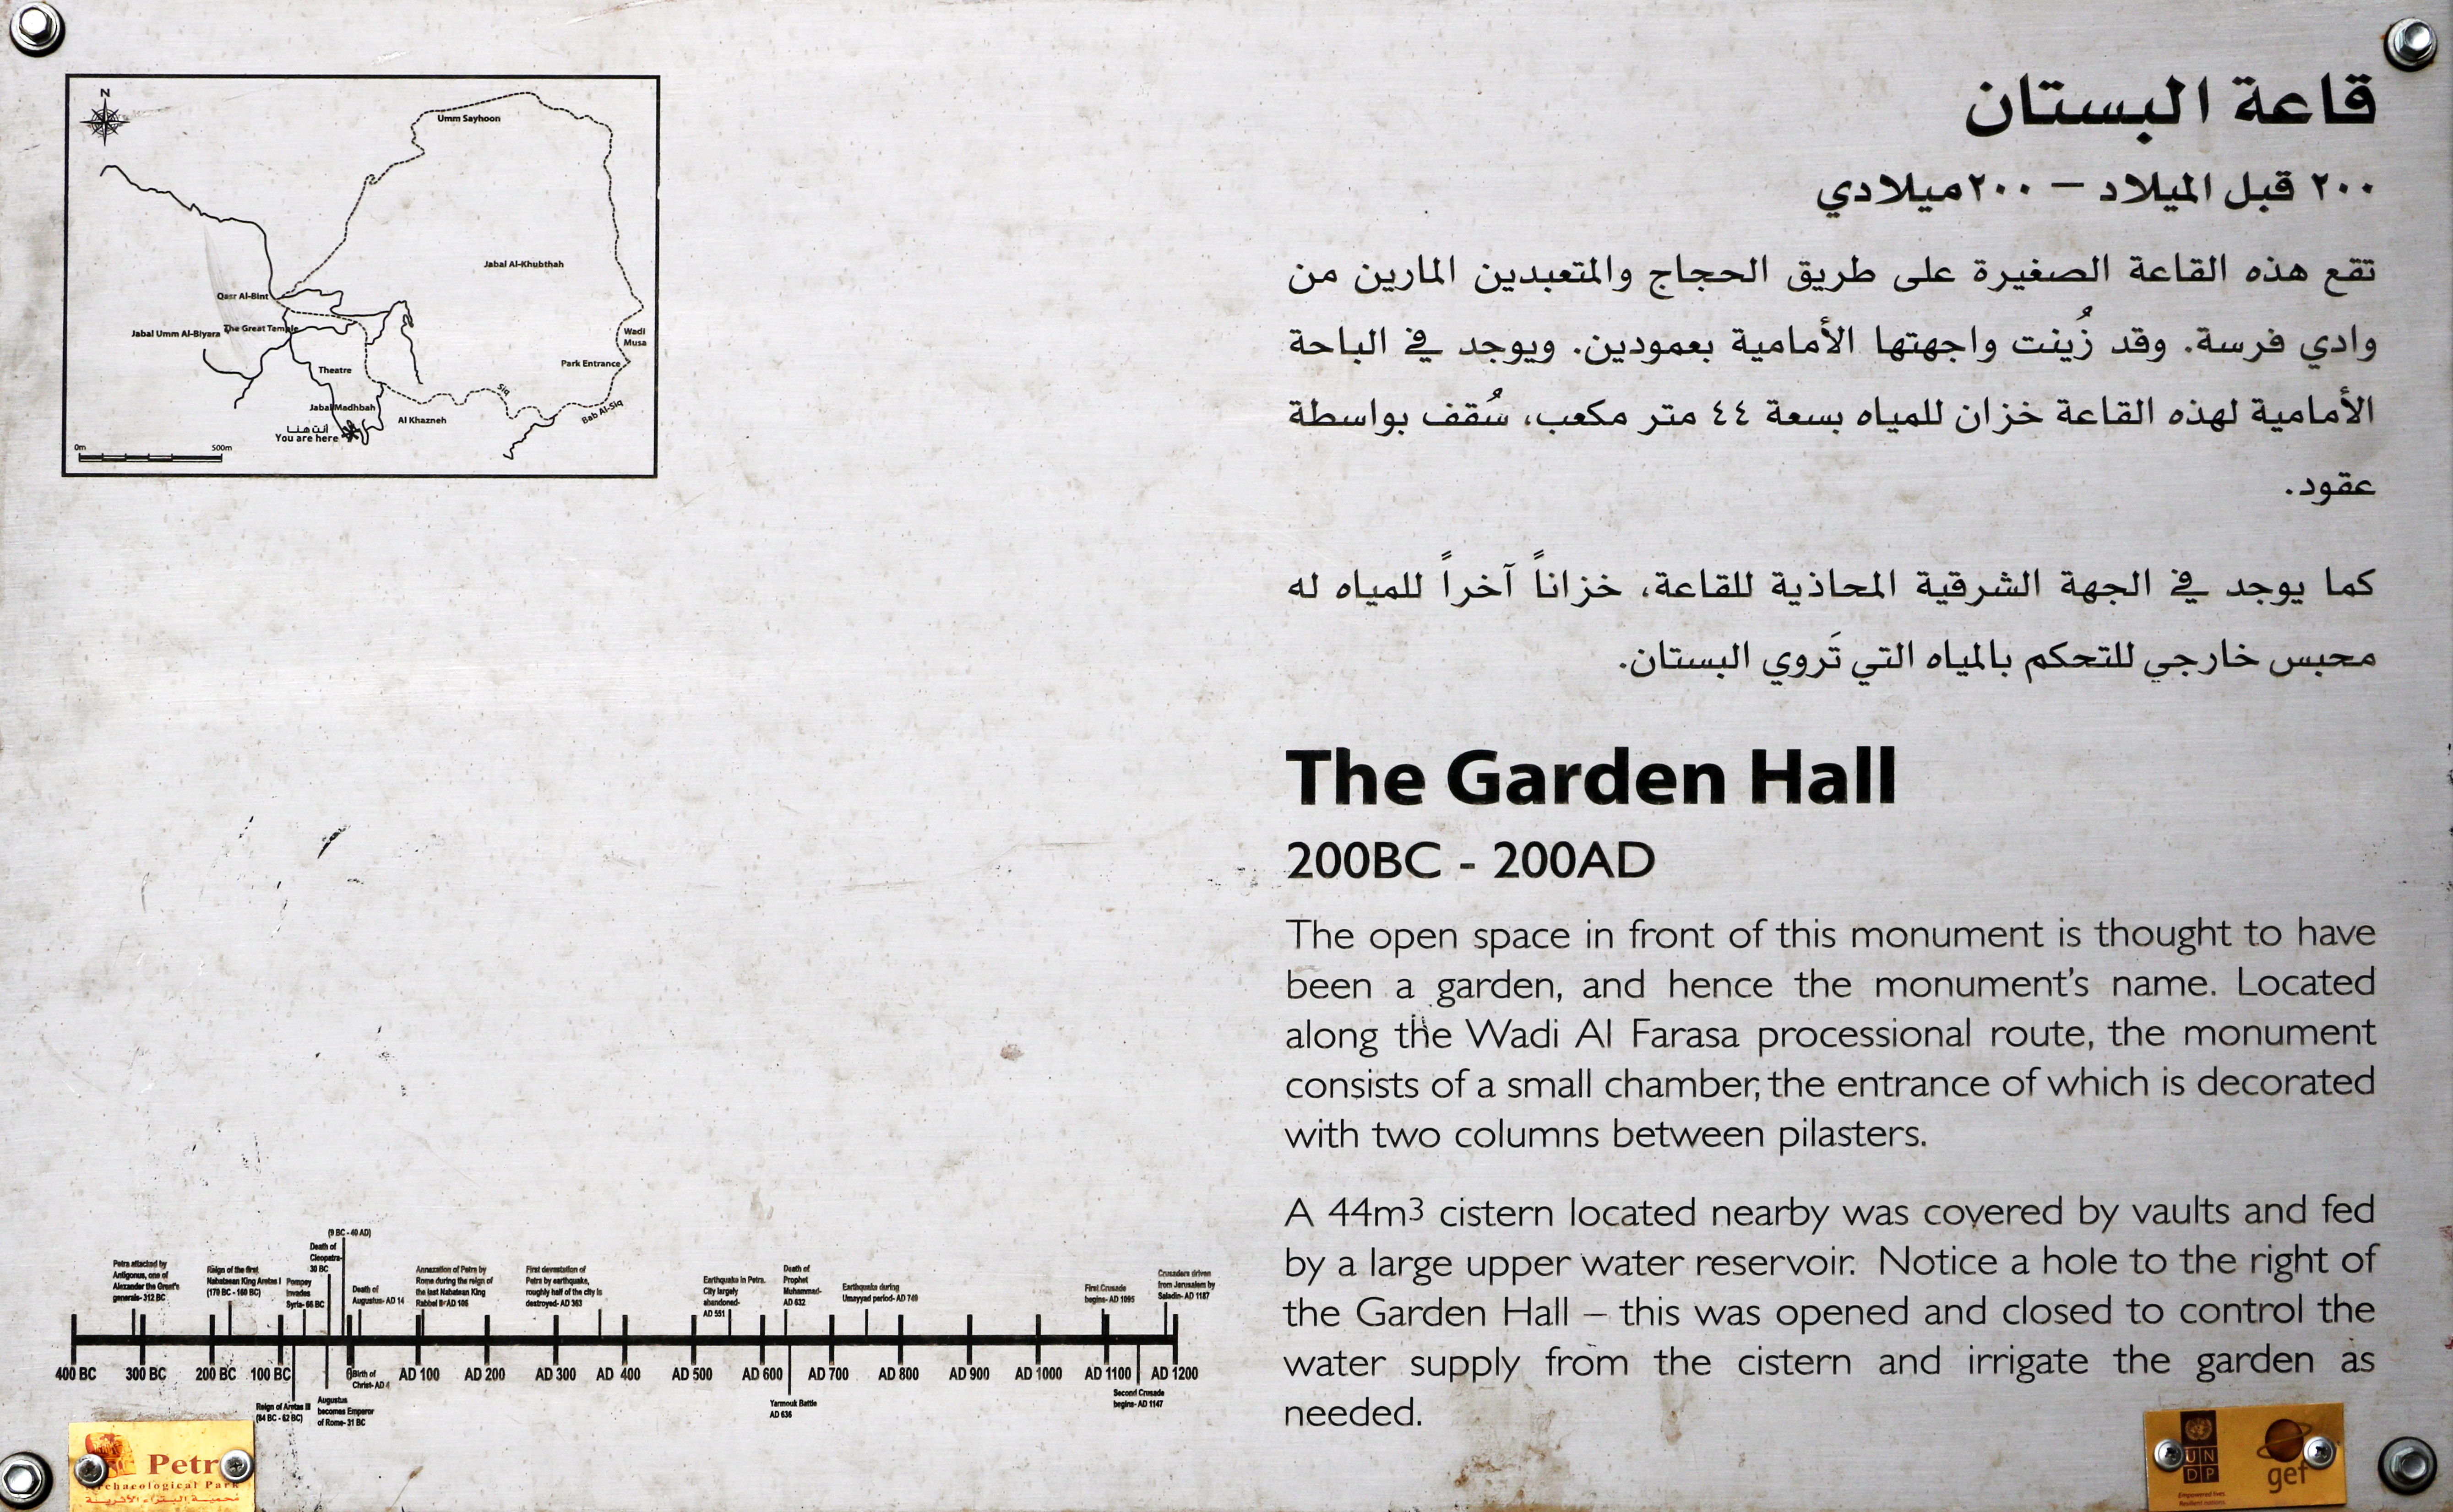 N
Umm Sayhoon
Jabal Al-Khubthah
Qasr Al-Bint
Jabal Umm Al-Biyara
The Great Temple
Wadi
Musa
Park Entrance
Theatre
Siq
Jabal Madhbah
Bab Al-Siq
Al Khazneh
أنت هنا
You are here
0m 500m
قاعة البستان
٢٠٠ قبل الميلاد – ٢٠٠ميلادي
تقع هذه القاعة الصغيرة على طريق الحجاج والمتعبدين المارين من
وادي فرسة. وقد زُينت واجهتها الأمامية بعمودين. ويوجد في الباحة
الأمامية لهذه القاعة خزان للمياه بسعة ٤٤ متر مكعب، سُقف بواسطة
عقود.
كما يوجد في الجهة الشرقية المحاذية للقاعة، خزاناً آخراً للمياه له
محبس خارجي للتحكم بالمياه التي تَروي البستان.
The Garden Hall
200BC - 200AD
The open space in front of this monument is thought to have
been a garden, and hence the monument's name. Located
along the Wadi Al Farasa processional route, the monument
consists of a small chamber, the entrance of which is decorated
with two columns between pilasters.
A 44m3 cistern located nearby was covered by vaults and fed
by a large upper water reservoir. Notice a hole to the right of
the Garden Hall – this was opened and closed to control the
water supply from the cistern and irrigate the garden as
needed.
Petra attacked by
Antigonus, one of
Alexander the Great's
generals- 312 BC
Reign of the first
Nabataean King Aretas I
(170 BC - 160 BC)
Pompey
invades
Syria- 66 BC
Death of
Cleopatra-
30 BC
(9 BC - 40 AD)
Death of
Augustus- AD 14
Annexation of Petra by
Rome during the reign of
the last Nabatean King
Rabbel II- AD 106
First devastation of
Petra by earthquake,
roughly half of the city is
destroyed- AD 363
Earthquake in Petra.
City largely
abandoned-
AD 551
Death of
Prophet
Muhammad-
AD 632
Earthquake during
Umayyad period- AD 749
First Crusade
begins- AD 1095
Crusaders driven
from Jerusalem by
Saladin- AD 1187
400 BC 300 BC 200 BC 100 BC 0 AD 100 AD 200 AD 300 AD 400 AD 500 AD 600 AD 700 AD 800 AD 900 AD 1000 AD 1100 AD 1200
Reign of Aretas III
(84 BC - 62 BC)
Augustus
becomes Emperor
of Rome- 31 BC
Birth of
Christ- AD 4
Yarmouk Battle
AD 636
Second Crusade
begins- AD 1147
Petr
Archaeological Park
U N
D P
Empowered lives.
Resilient nations.
gef